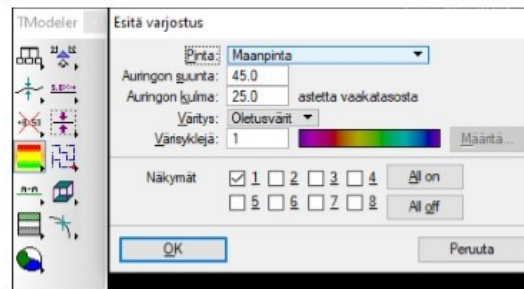 TModeler
Esitä varjostus
Pinta: Maanpinta
Auringon suunta: 45.0
Auringon kulma: 25.0 astetta vaakatasosta
Väritys: Oletusvärit
Värisyklejä: 1 Määritä...
Näkymät 1 2 3 4 All on
5 6 7 8 All off
OK Peruuta